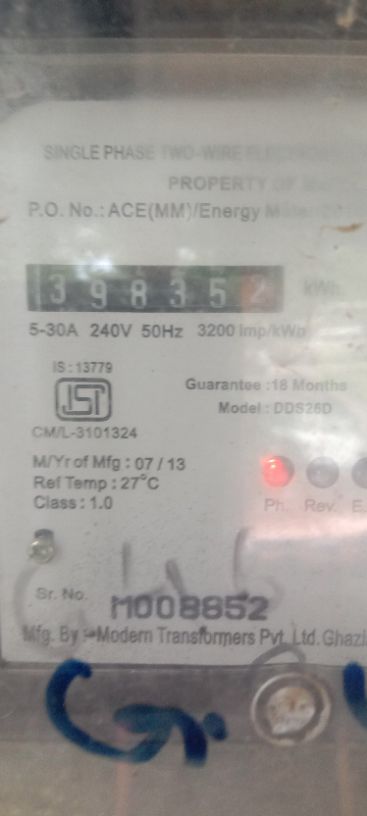 SINGLE PHASE TWO-WIRE
PROPERTY OF
P.O. No.: ACE(MM)/Energy
398352 kWh
5-30A 240V 50Hz 3200 Imp/kWh
IS : 13779
ISI
Guarantee :18 Months
Model : DDS26D
CM/L-3101324
M/Yr of Mfg : 07 / 13
Ref Temp : 27°C
Class : 1.0
Ph. Rev. E.
Sr. No. M008852
Mfg. By :-Modern Transformers Pvt. Ltd. Ghazi